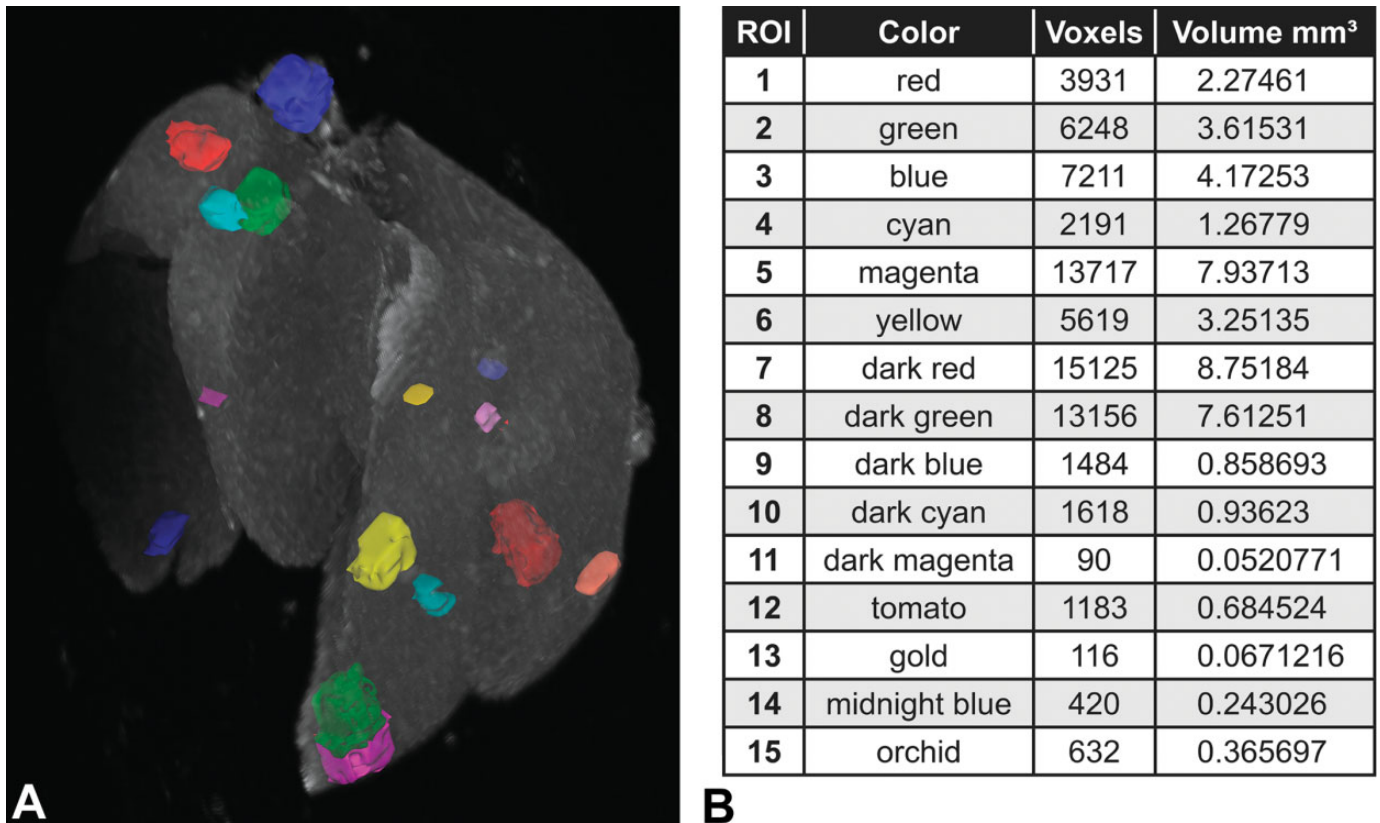 ROI Color Voxels Volume mm³
1 red 3931 2.27461
2 green 6248 3.61531
3 blue 7211 4.17253
4 cyan 2191 1.26779
5 magenta 13717 7.93713
6 yellow 5619 3.25135
7 dark red 15125 8.75184
8 dark green 13156 7.61251
9 dark blue 1484 0.858693
10 dark cyan 1618 0.93623
11 dark magenta 90 0.0520771
12 tomato 1183 0.684524
13 gold 116 0.0671216
14 midnight blue 420 0.243026
15 orchid 632 0.365697
A B